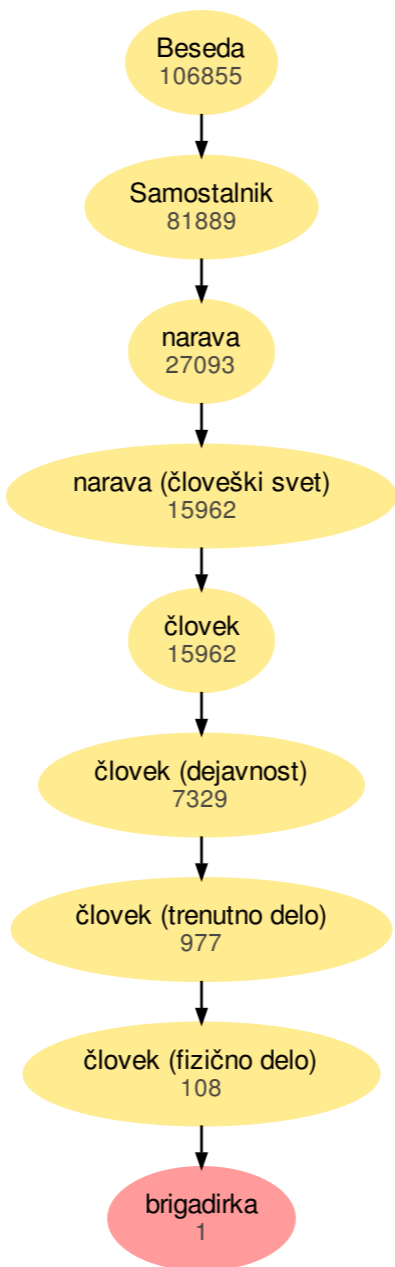 Beseda
106855
Samostalnik
81889
narava
27093
narava (človeški svet)
15962
človek
15962
človek (dejavnost)
7329
človek (trenutno delo)
977
človek (fizično delo)
108
brigadirka
1